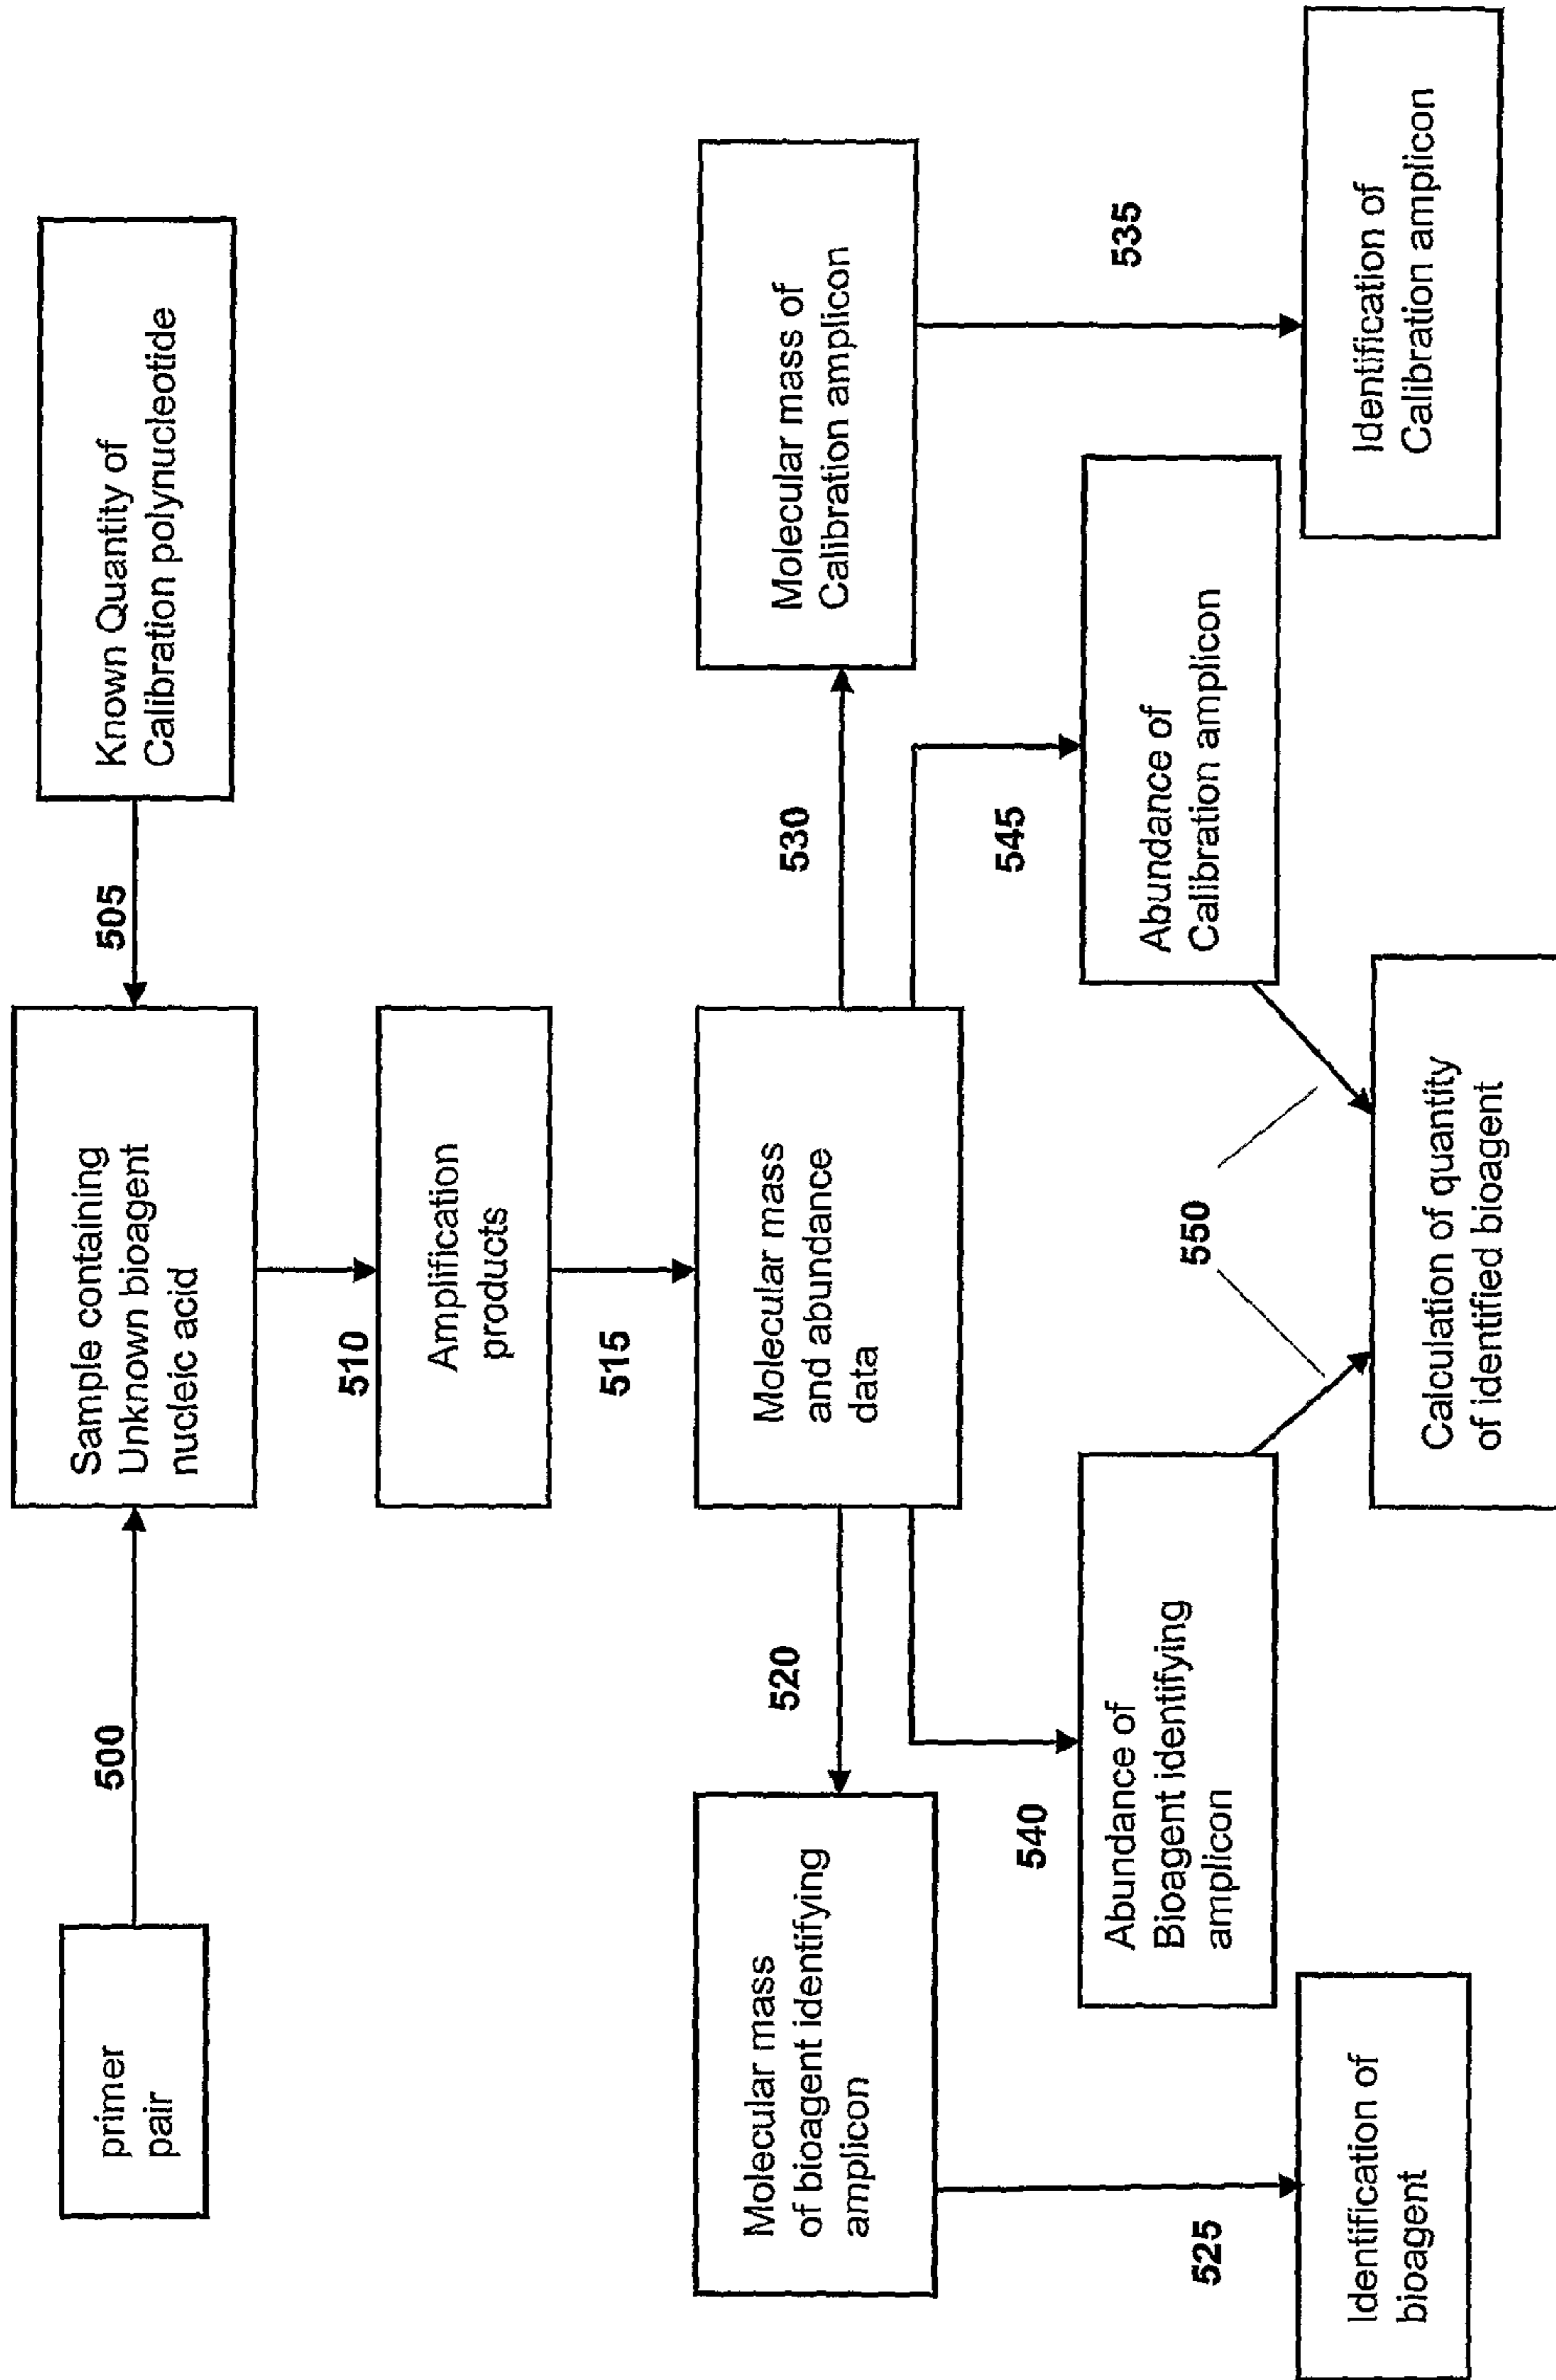 primer
pair
500
Sample containing
Unknown bioagent
nucleic acid
505
Known Quantity of
Calibration polynucleotide
510
Amplification
products
515
Molecular mass
and abundance
data
520
Molecular mass
of bioagent identifying
amplicon
530
Molecular mass of
Calibration amplicon
540
Abundance of
Bioagent identifying
amplicon
545
Abundance of
Calibration amplicon
525
Identification of
bioagent
550
Calculation of quantity
of identified bioagent
535
Identification of
Calibration amplicon